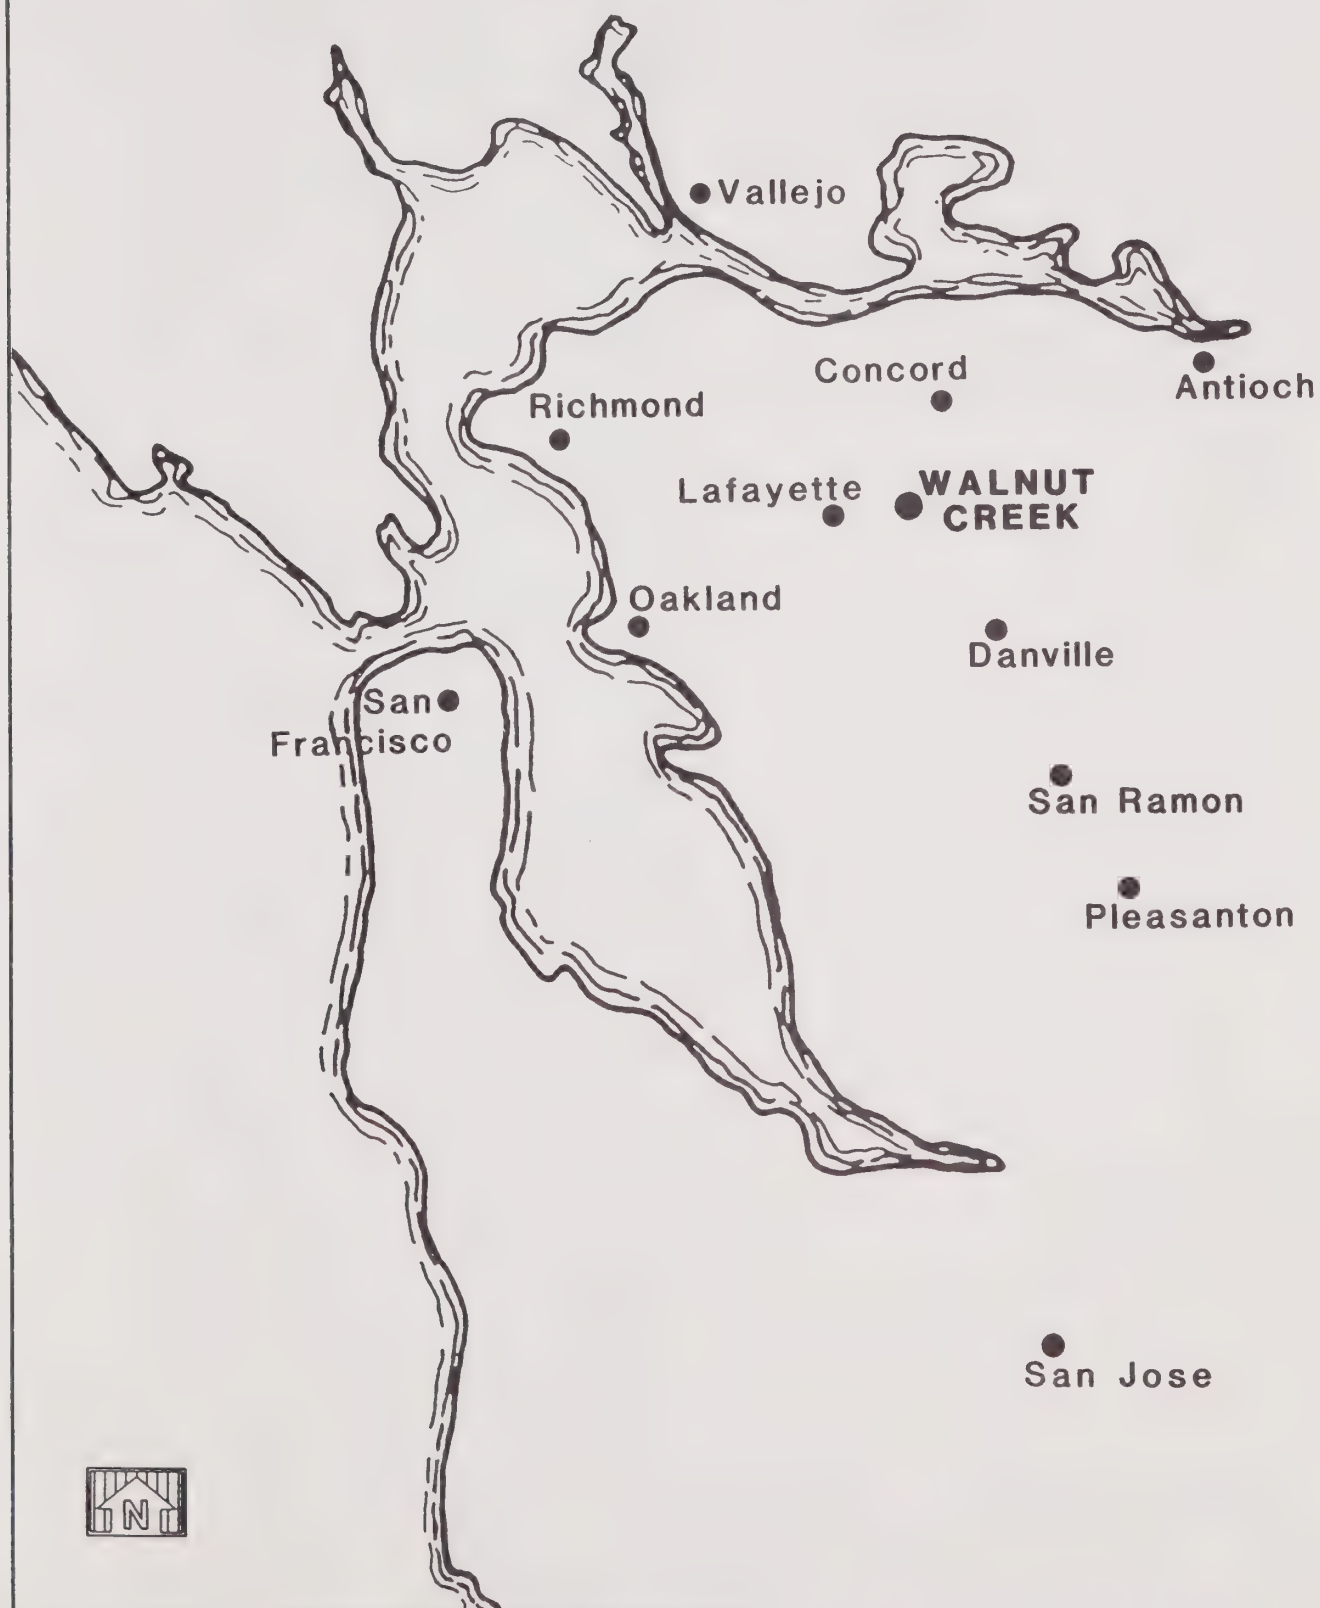 Vallejo
Concord
Antioch
Richmond
Lafayette
WALNUT
CREEK
Oakland
Danville
San
Francisco
San Ramon
Pleasanton
San Jose
N